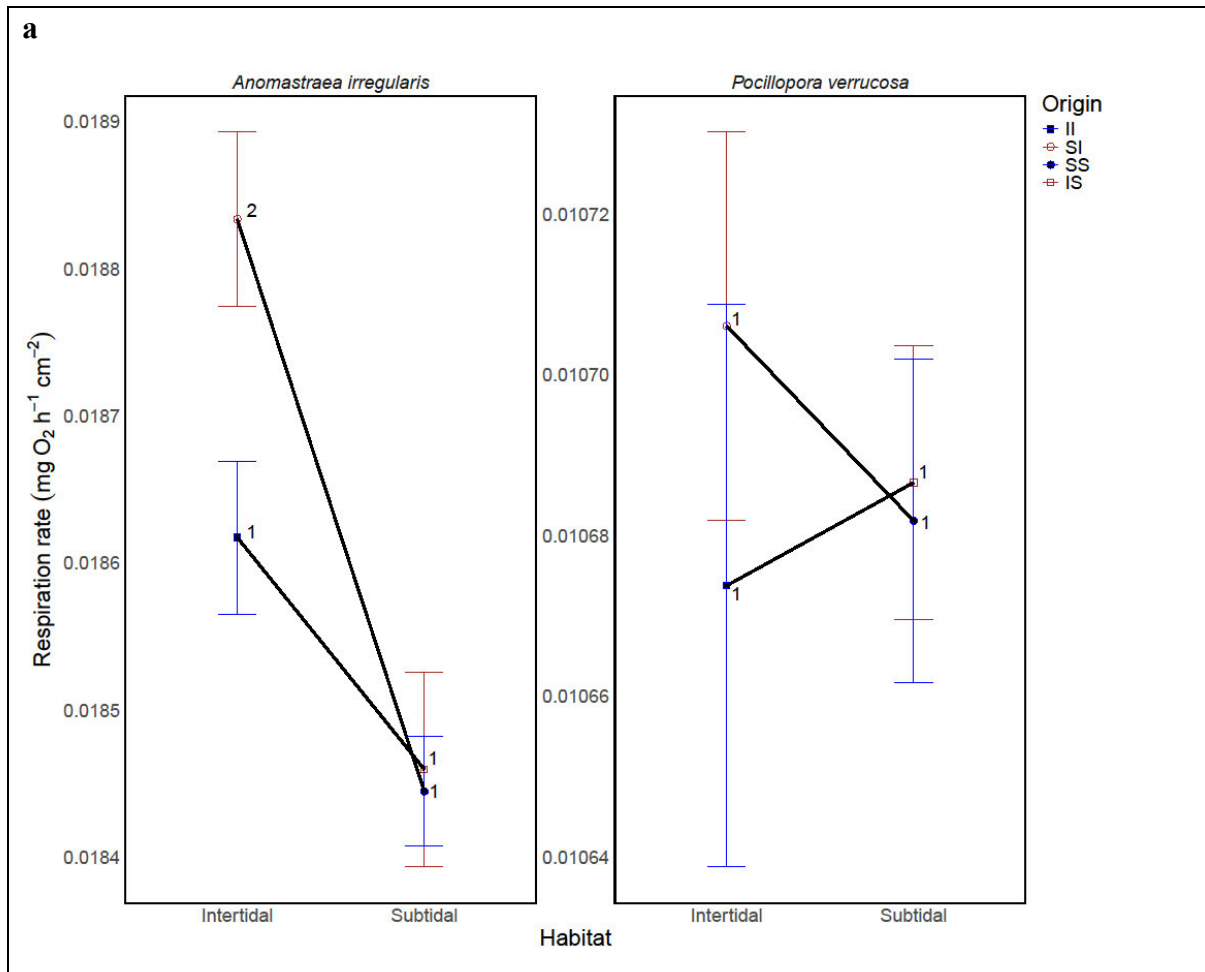 a
Anomastraea irregularis
Pocillopora verrucosa
Origin
II
SI
SS
IS
Respiration rate (mg O₂ h⁻¹ cm⁻²)
0.0189
0.0188
0.0187
0.0186
0.0185
0.0184
2
1
1
1
0.01072
0.01070
0.01068
0.01066
0.01064
1
1
1
1
Intertidal
Subtidal
Intertidal
Subtidal
Habitat